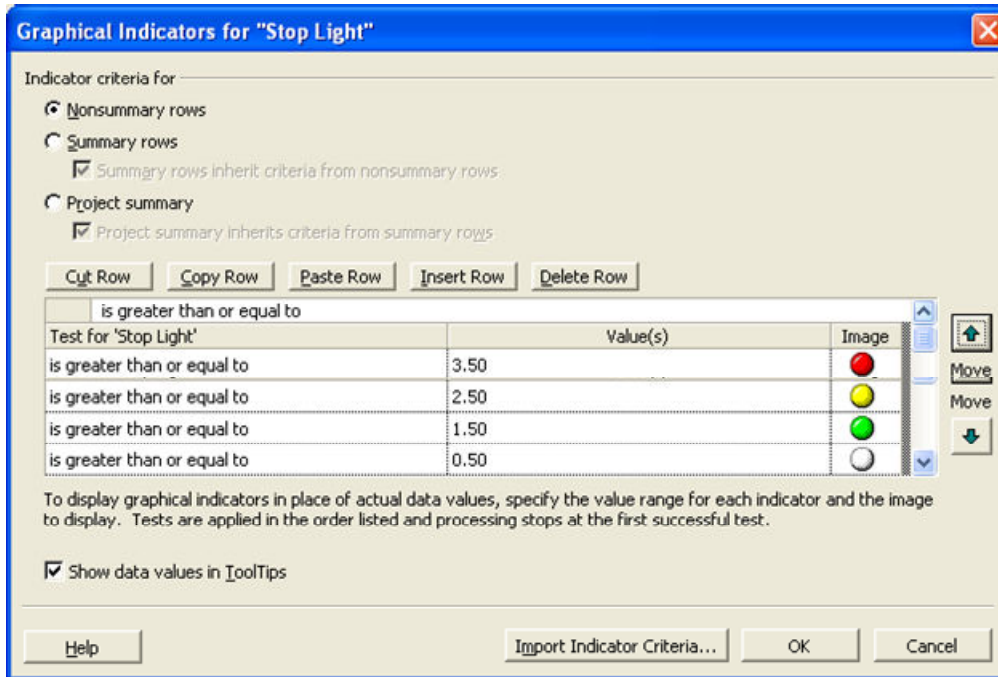 Graphical Indicators for "Stop Light"
Indicator criteria for
Nonsummary rows
Summary rows
Summary rows inherit criteria from nonsummary rows
Project summary
Project summary inherits criteria from summary rows
Cut Row Copy Row Paste Row Insert Row Delete Row
is greater than or equal to
Test for 'Stop Light' Value(s) Image
is greater than or equal to 3.50
Move
is greater than or equal to 2.50
Move
is greater than or equal to 1.50
is greater than or equal to 0.50
To display graphical indicators in place of actual data values, specify the value range for each indicator and the image
to display. Tests are applied in the order listed and processing stops at the first successful test.
Show data values in ToolTips
Help Import Indicator Criteria... OK Cancel